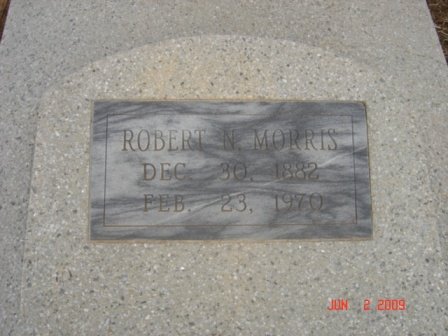 ROBERT N. MORRIS
DEC. 30, 1882
FEB. 23, 1970
JUN 2 2009